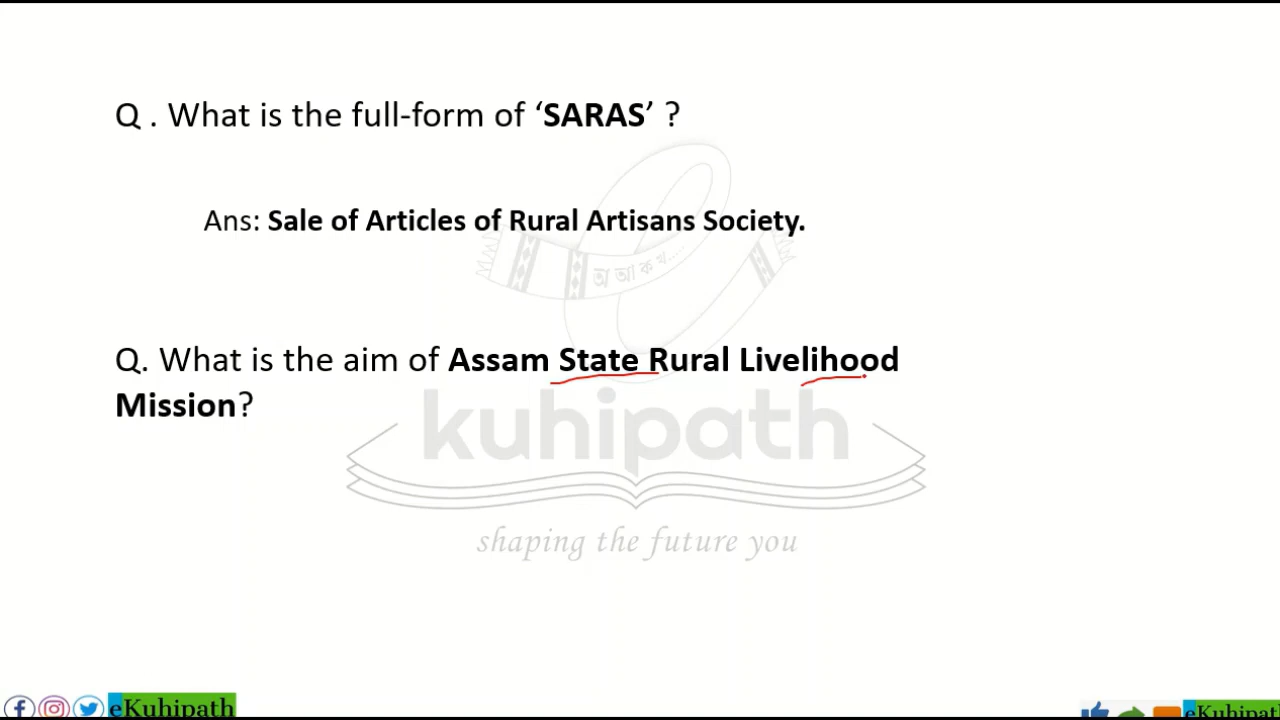 Q . What is the full-form of ‘SARAS’ ?
Ans: Sale of Articles of Rural Artisans Society.
অ আ ক খ.....
Q. What is the aim of Assam State Rural Livelihood
Mission?
kuhipath
shaping the future you
eKuhipath
eKuhipath